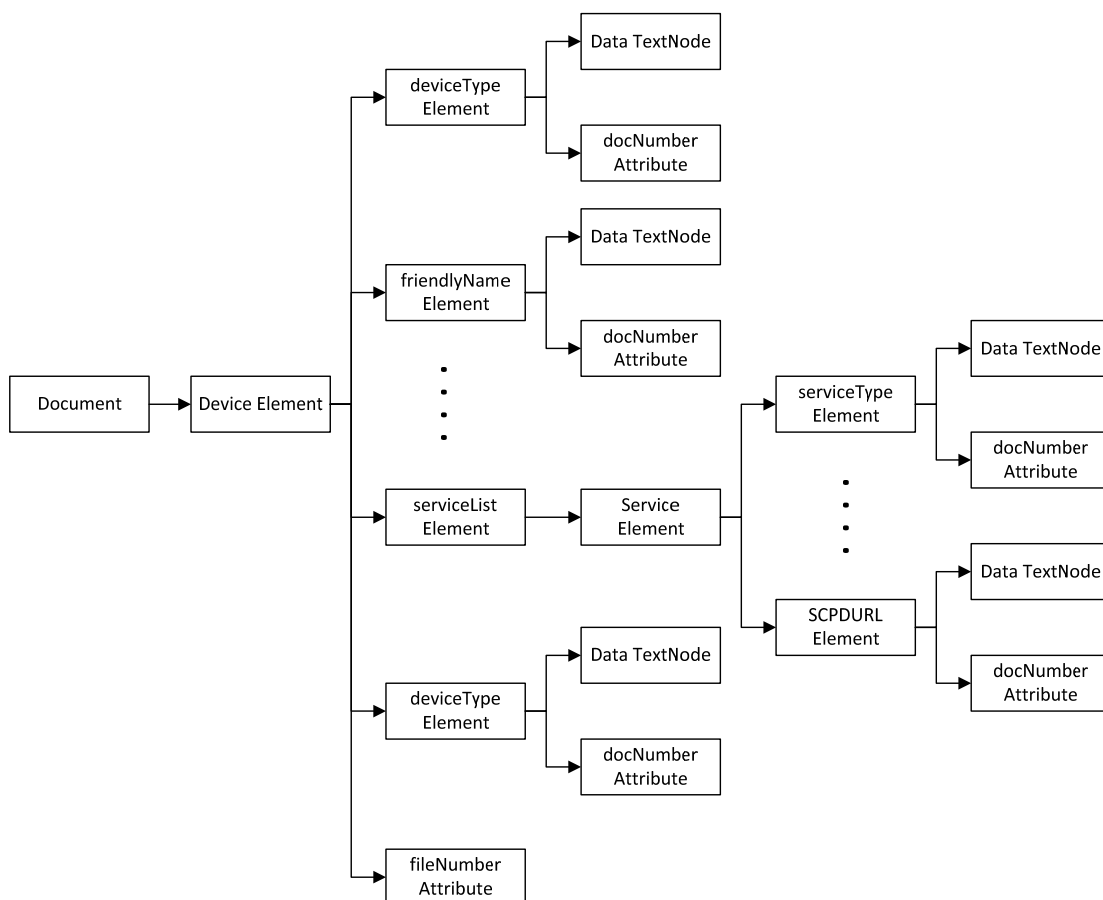 Document
Device Element
deviceType
Element
Data TextNode
docNumber
Attribute
friendlyName
Element
Data TextNode
docNumber
Attribute
serviceList
Element
Service
Element
serviceType
Element
Data TextNode
docNumber
Attribute
SCPDURL
Element
Data TextNode
docNumber
Attribute
deviceType
Element
Data TextNode
docNumber
Attribute
fileNumber
Attribute